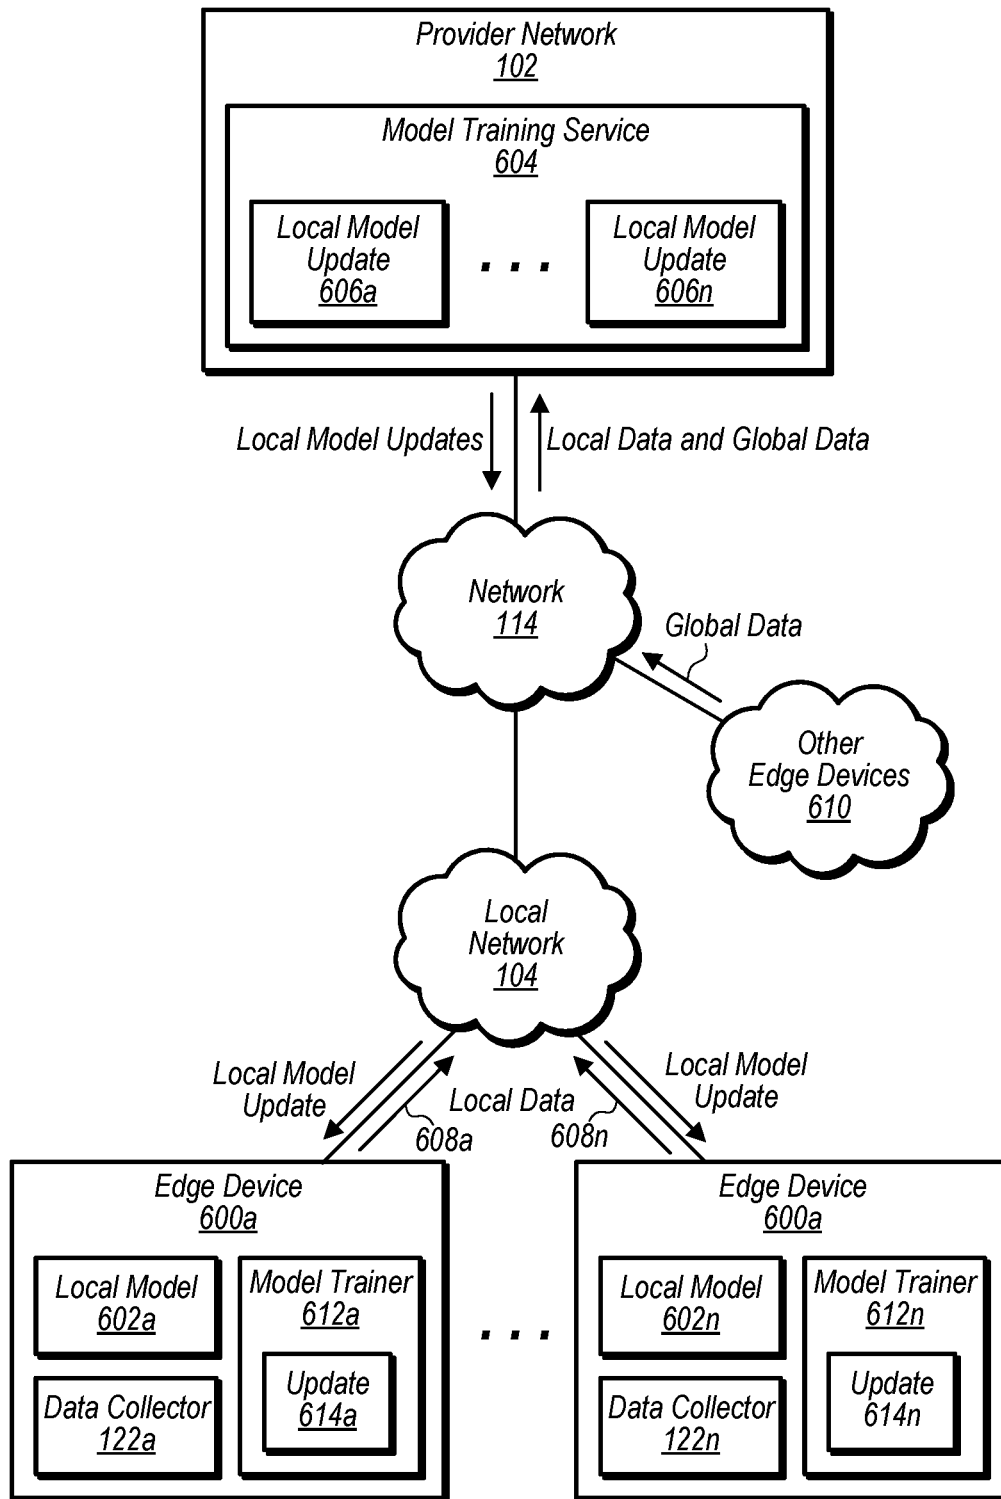 Provider Network
102
Model Training Service
604
Local Model
Update
606a
. . .
Local Model
Update
606n
Local Model Updates
Local Data and Global Data
Network
114
Global Data
Other
Edge Devices
610
Local
Network
104
Local Model
Update
Local Data
608a
608n
Local Model
Update
Edge Device
600a
Local Model
602a
Data Collector
122a
Model Trainer
612a
Update
614a
. . .
Edge Device
600a
Local Model
602n
Data Collector
122n
Model Trainer
612n
Update
614n